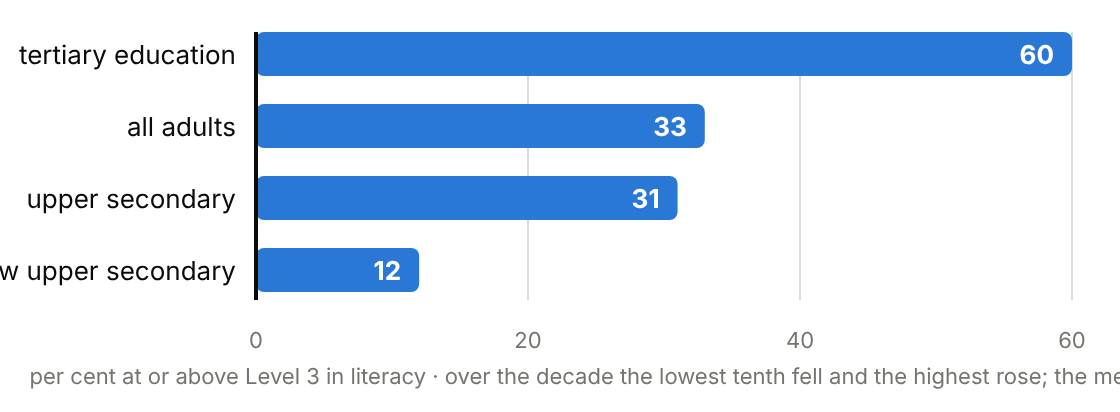 tertiary education 60
all adults 33
upper secondary 31
upper secondary 12
0 20 40 60
per cent at or above Level 3 in literacy · over the decade the lowest tenth fell and the highest rose; the